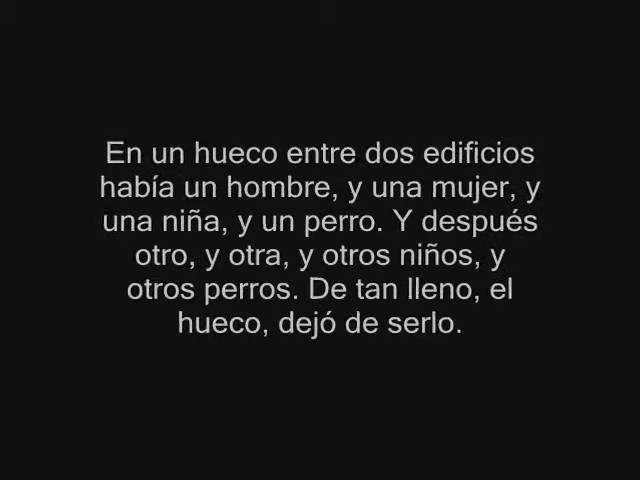 En un hueco entre dos edificios
había un hombre, y una mujer, y
una niña, y un perro. Y después
otro, y otra, y otros niños, y
otros perros. De tan lleno, el
hueco, dejó de serlo.